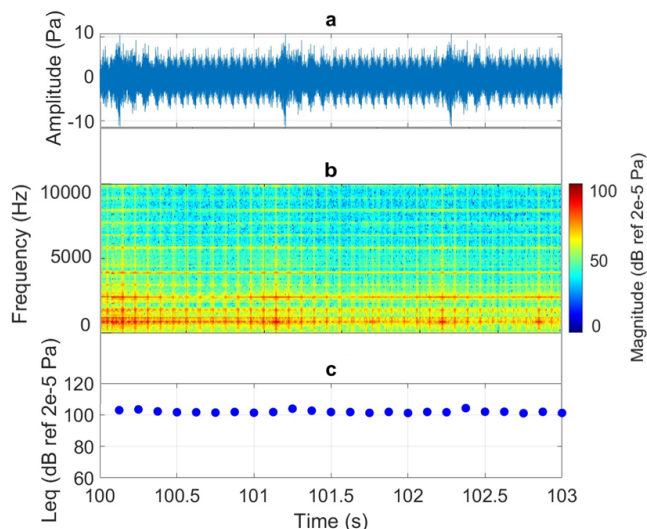 a
Amplitude (Pa)
10
0
-10
b
Frequency (Hz)
10000
5000
0
100
50
0
Magnitude (dB ref 2e-5 Pa)
c
Leq (dB ref 2e-5 Pa)
120
100
80
60
100
100.5
101
101.5
102
102.5
103
Time (s)